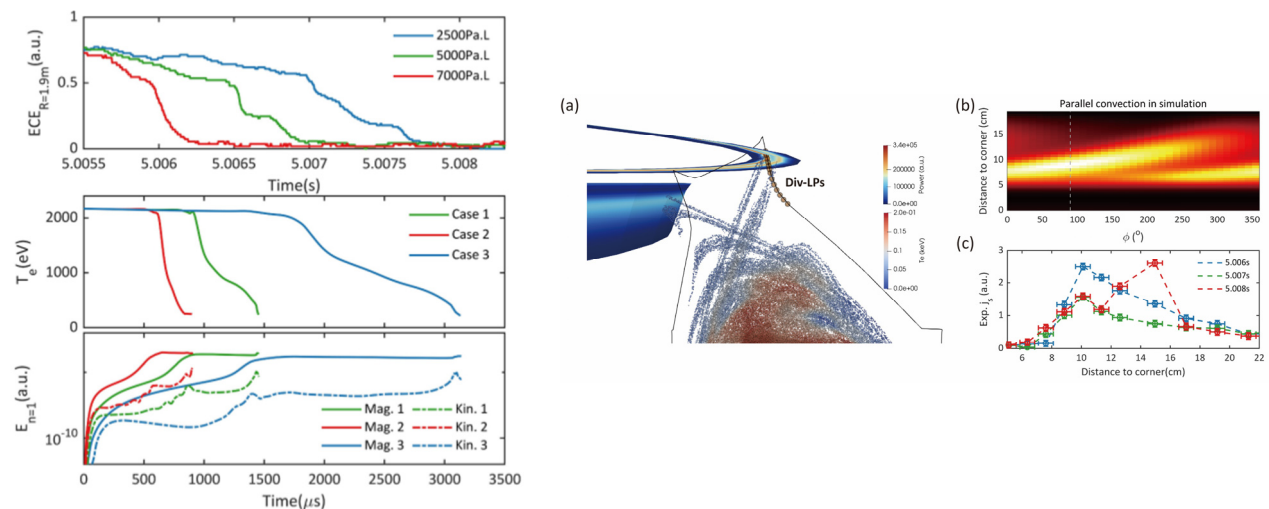 ECE_R=1.9m(a.u.)
1
0.5
0
2500Pa.L
5000Pa.L
7000Pa.L
5.0055 5.006 5.0065 5.007 5.0075 5.008
Time(s)
T_e (eV)
2000
1000
0
Case 1
Case 2
Case 3
E_n=1(a.u.)
10^-10
Mag. 1 Kin. 1
Mag. 2 Kin. 2
Mag. 3 Kin. 3
0 500 1000 1500 2000 2500 3000 3500
Time(μs)
(a)
Div-LPs
Power (a.u.)
3.4e+05
200000
100000
0.0e+00
Te (keV)
2.0e-01
0.1
0.1
0.0e+00
(b)
Parallel convection in simulation
Distance to corner (cm)
15
10
5
0
0 50 100 150 200 250 300 350
ϕ (°)
(c)
Exp. j_s (a.u.)
3
2
1
0
5.006s
5.007s
5.008s
6 8 10 12 14 16 18 20 22
Distance to corner(cm)